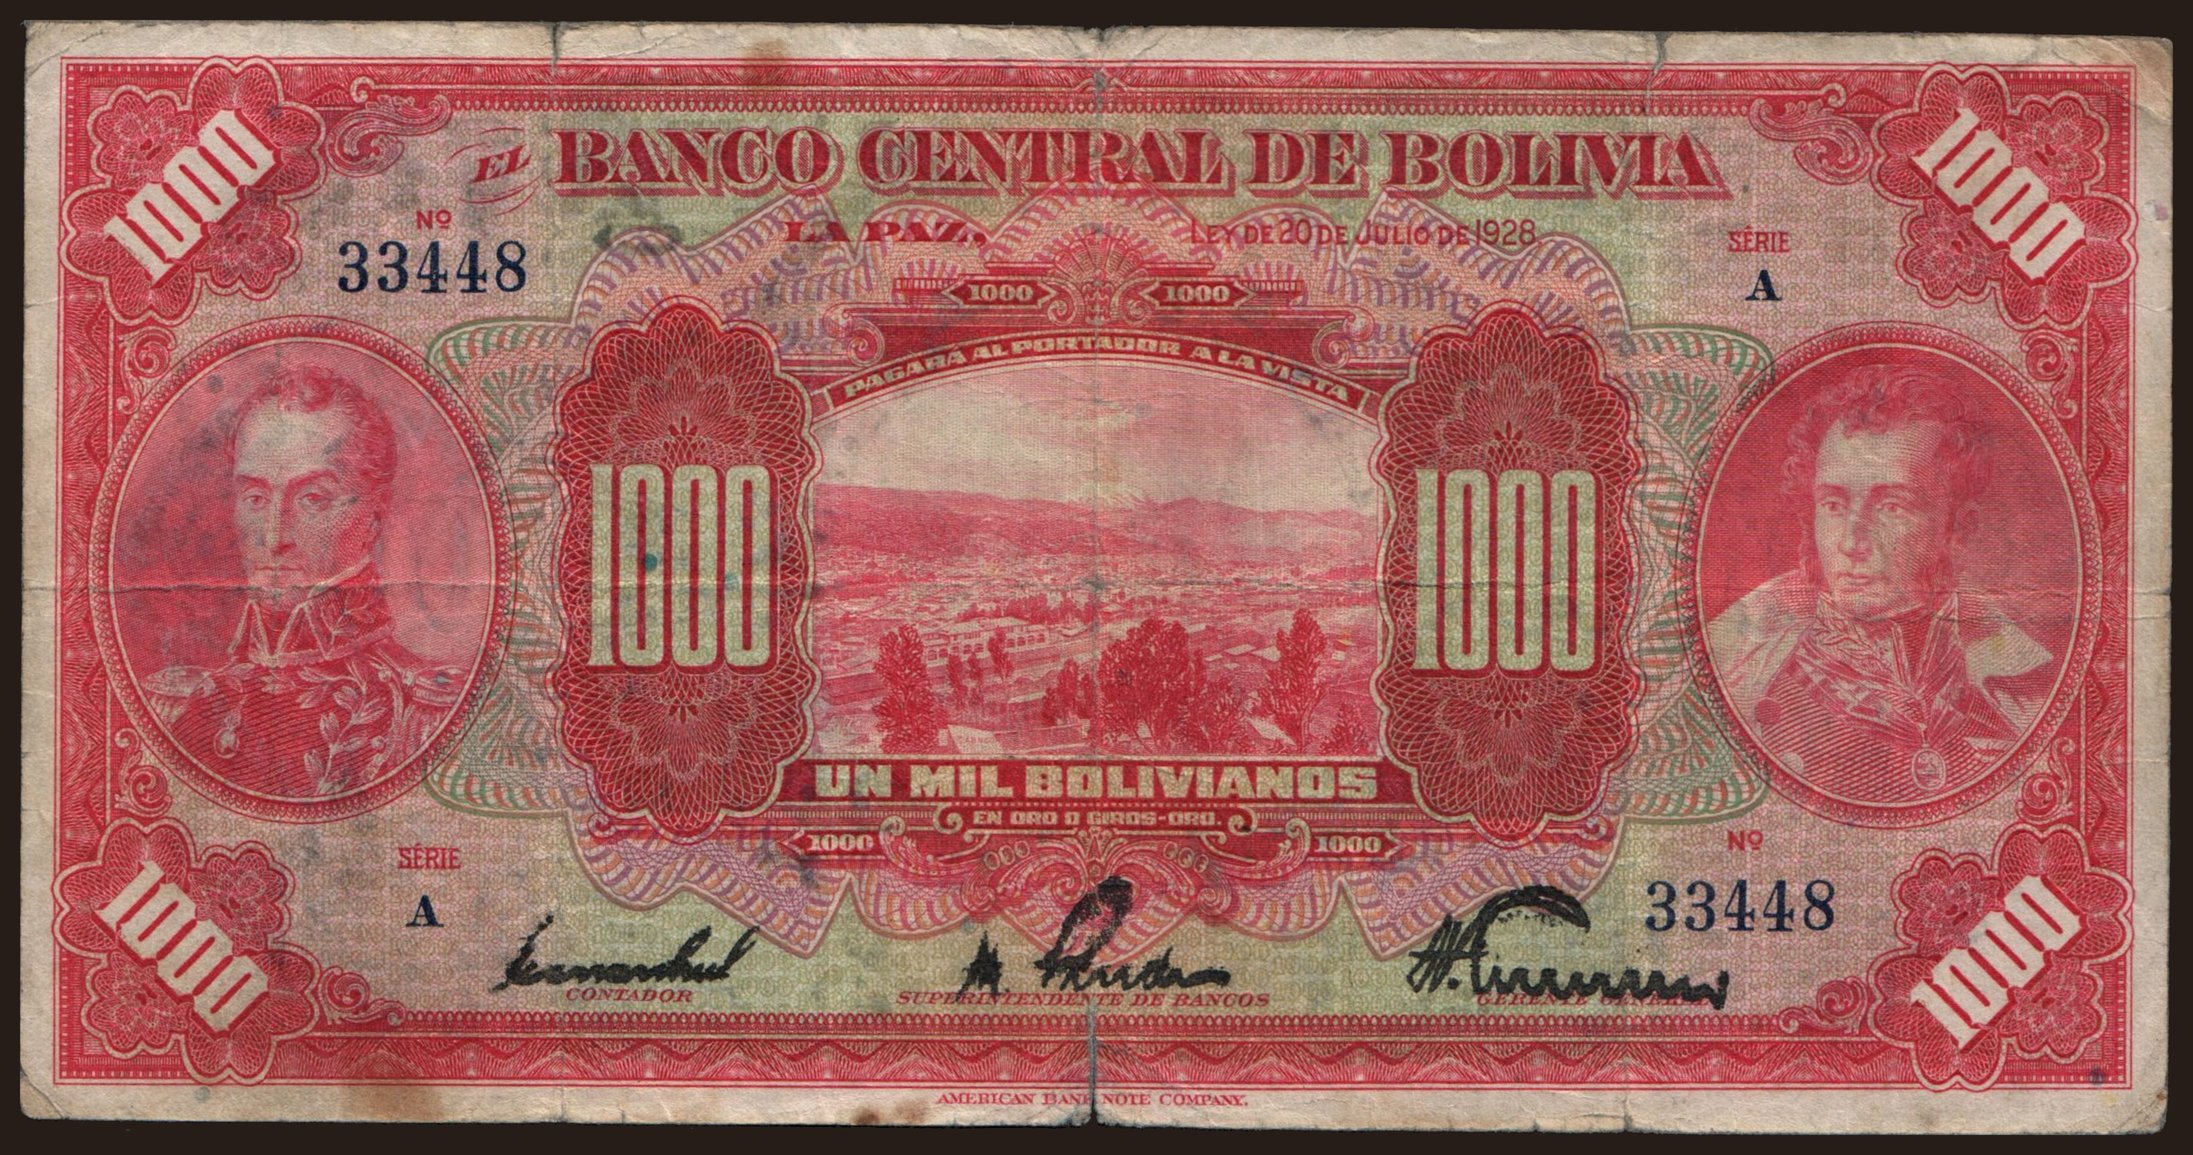 1000
EL BANCO CENTRAL DE BOLIVIA
1000
Nº
33448
LA PAZ,
LEY DE 20 DE JULIO DE 1928
SÉRIE
A
1000 1000
PAGARÁ AL PORTADOR A LA VISTA
1000
1000
UN MIL BOLIVIANOS
EN ORO O GIROS-ORO.
1000 1000
SÉRIE
A
Nº
33448
CONTADOR
SUPERINTENDENTE DE BANCOS
GERENTE GENERAL
1000
1000
AMERICAN BANK NOTE COMPANY.